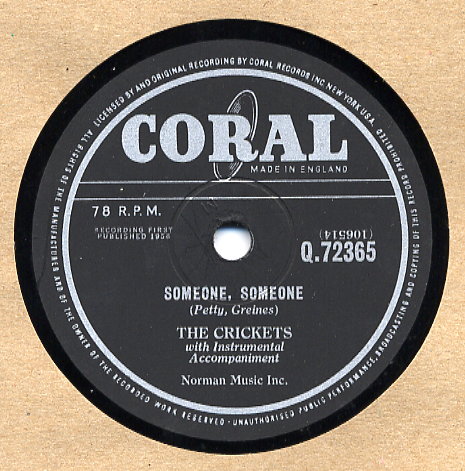 LICENSED BY AND ORIGINAL RECORDING BY CORAL RECORDS INC. NEW YORK U.S.A.
CORAL
MADE IN ENGLAND
78 R.P.M.
RECORDING FIRST
PUBLISHED 1958
(106514)
Q.72365
SOMEONE, SOMEONE
(Petty, Greines)
THE CRICKETS
with Instrumental
Accompaniment
Norman Music Inc.
ALL RIGHTS OF THE MANUFACTURERS AND OF THE OWNER OF THE RECORDED WORK RESERVED - UNAUTHORISED PUBLIC PERFORMANCE, BROADCASTING AND COPYING OF THIS RECORD PROHIBITED